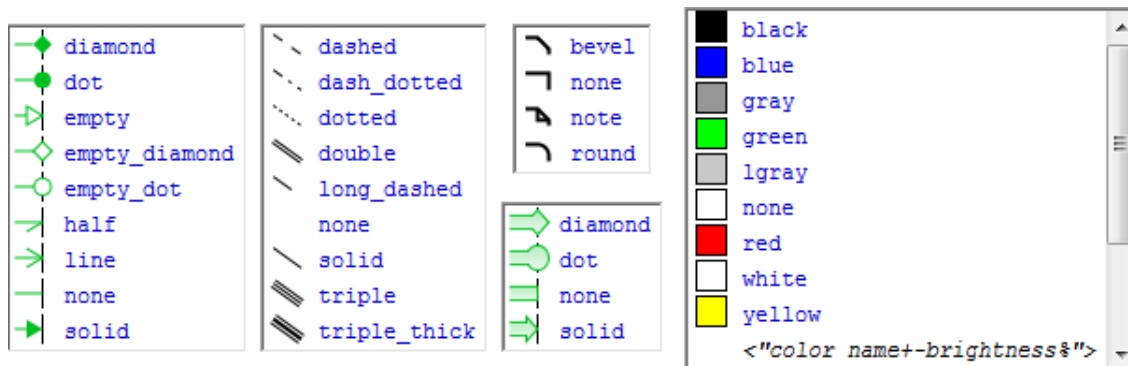 diamond
dot
empty
empty_diamond
empty_dot
half
line
none
solid
dashed
dash_dotted
dotted
double
long_dashed
none
solid
triple
triple_thick
bevel
none
note
round
diamond
dot
none
solid
black
blue
gray
green
lgray
none
red
white
yellow
<"color name+-brightness%">